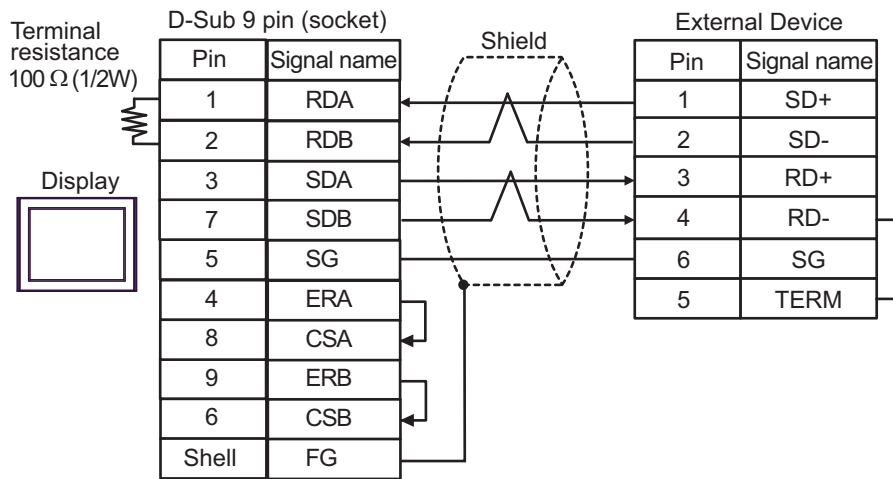 D-Sub 9 pin (socket)
External Device
Terminal
resistance
100 Ω (1/2W)
Shield
Display
Pin Signal name
1 RDA
2 RDB
3 SDA
7 SDB
5 SG
4 ERA
8 CSA
9 ERB
6 CSB
Shell FG
Pin Signal name
1 SD+
2 SD-
3 RD+
4 RD-
6 SG
5 TERM